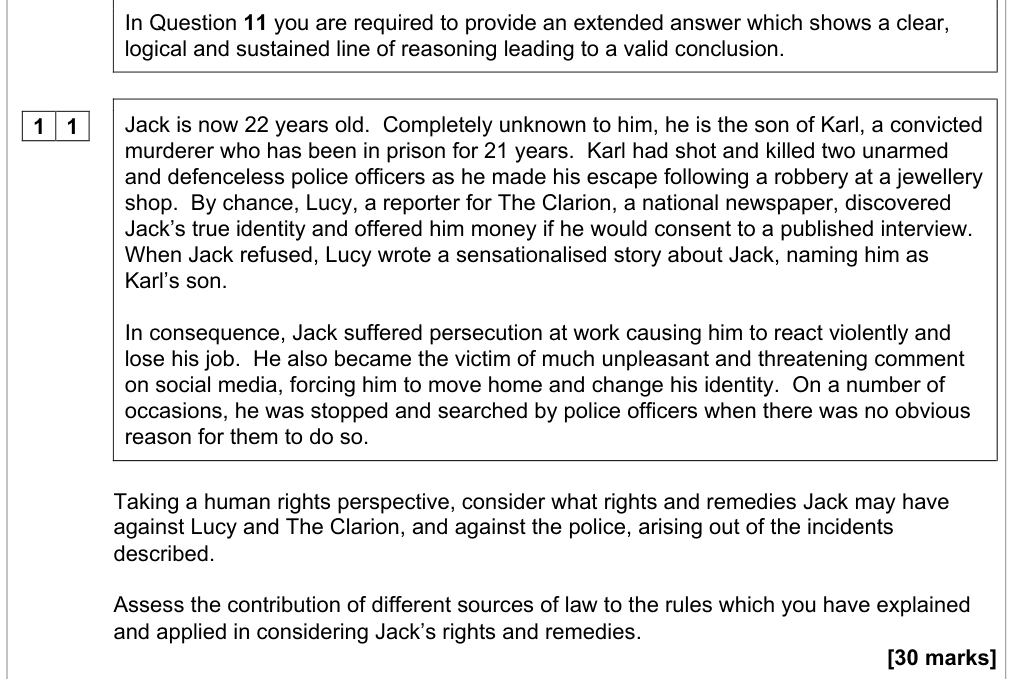 In Question 11 you are required to provide an extended answer which shows a clear,
logical and sustained line of reasoning leading to a valid conclusion.
1 1
Jack is now 22 years old.  Completely unknown to him, he is the son of Karl, a convicted
murderer who has been in prison for 21 years.  Karl had shot and killed two unarmed
and defenceless police officers as he made his escape following a robbery at a jewellery
shop.  By chance, Lucy, a reporter for The Clarion, a national newspaper, discovered
Jack’s true identity and offered him money if he would consent to a published interview.
When Jack refused, Lucy wrote a sensationalised story about Jack, naming him as
Karl’s son.
In consequence, Jack suffered persecution at work causing him to react violently and
lose his job.  He also became the victim of much unpleasant and threatening comment
on social media, forcing him to move home and change his identity.  On a number of
occasions, he was stopped and searched by police officers when there was no obvious
reason for them to do so.
Taking a human rights perspective, consider what rights and remedies Jack may have
against Lucy and The Clarion, and against the police, arising out of the incidents
described.
Assess the contribution of different sources of law to the rules which you have explained
and applied in considering Jack’s rights and remedies.
[30 marks]